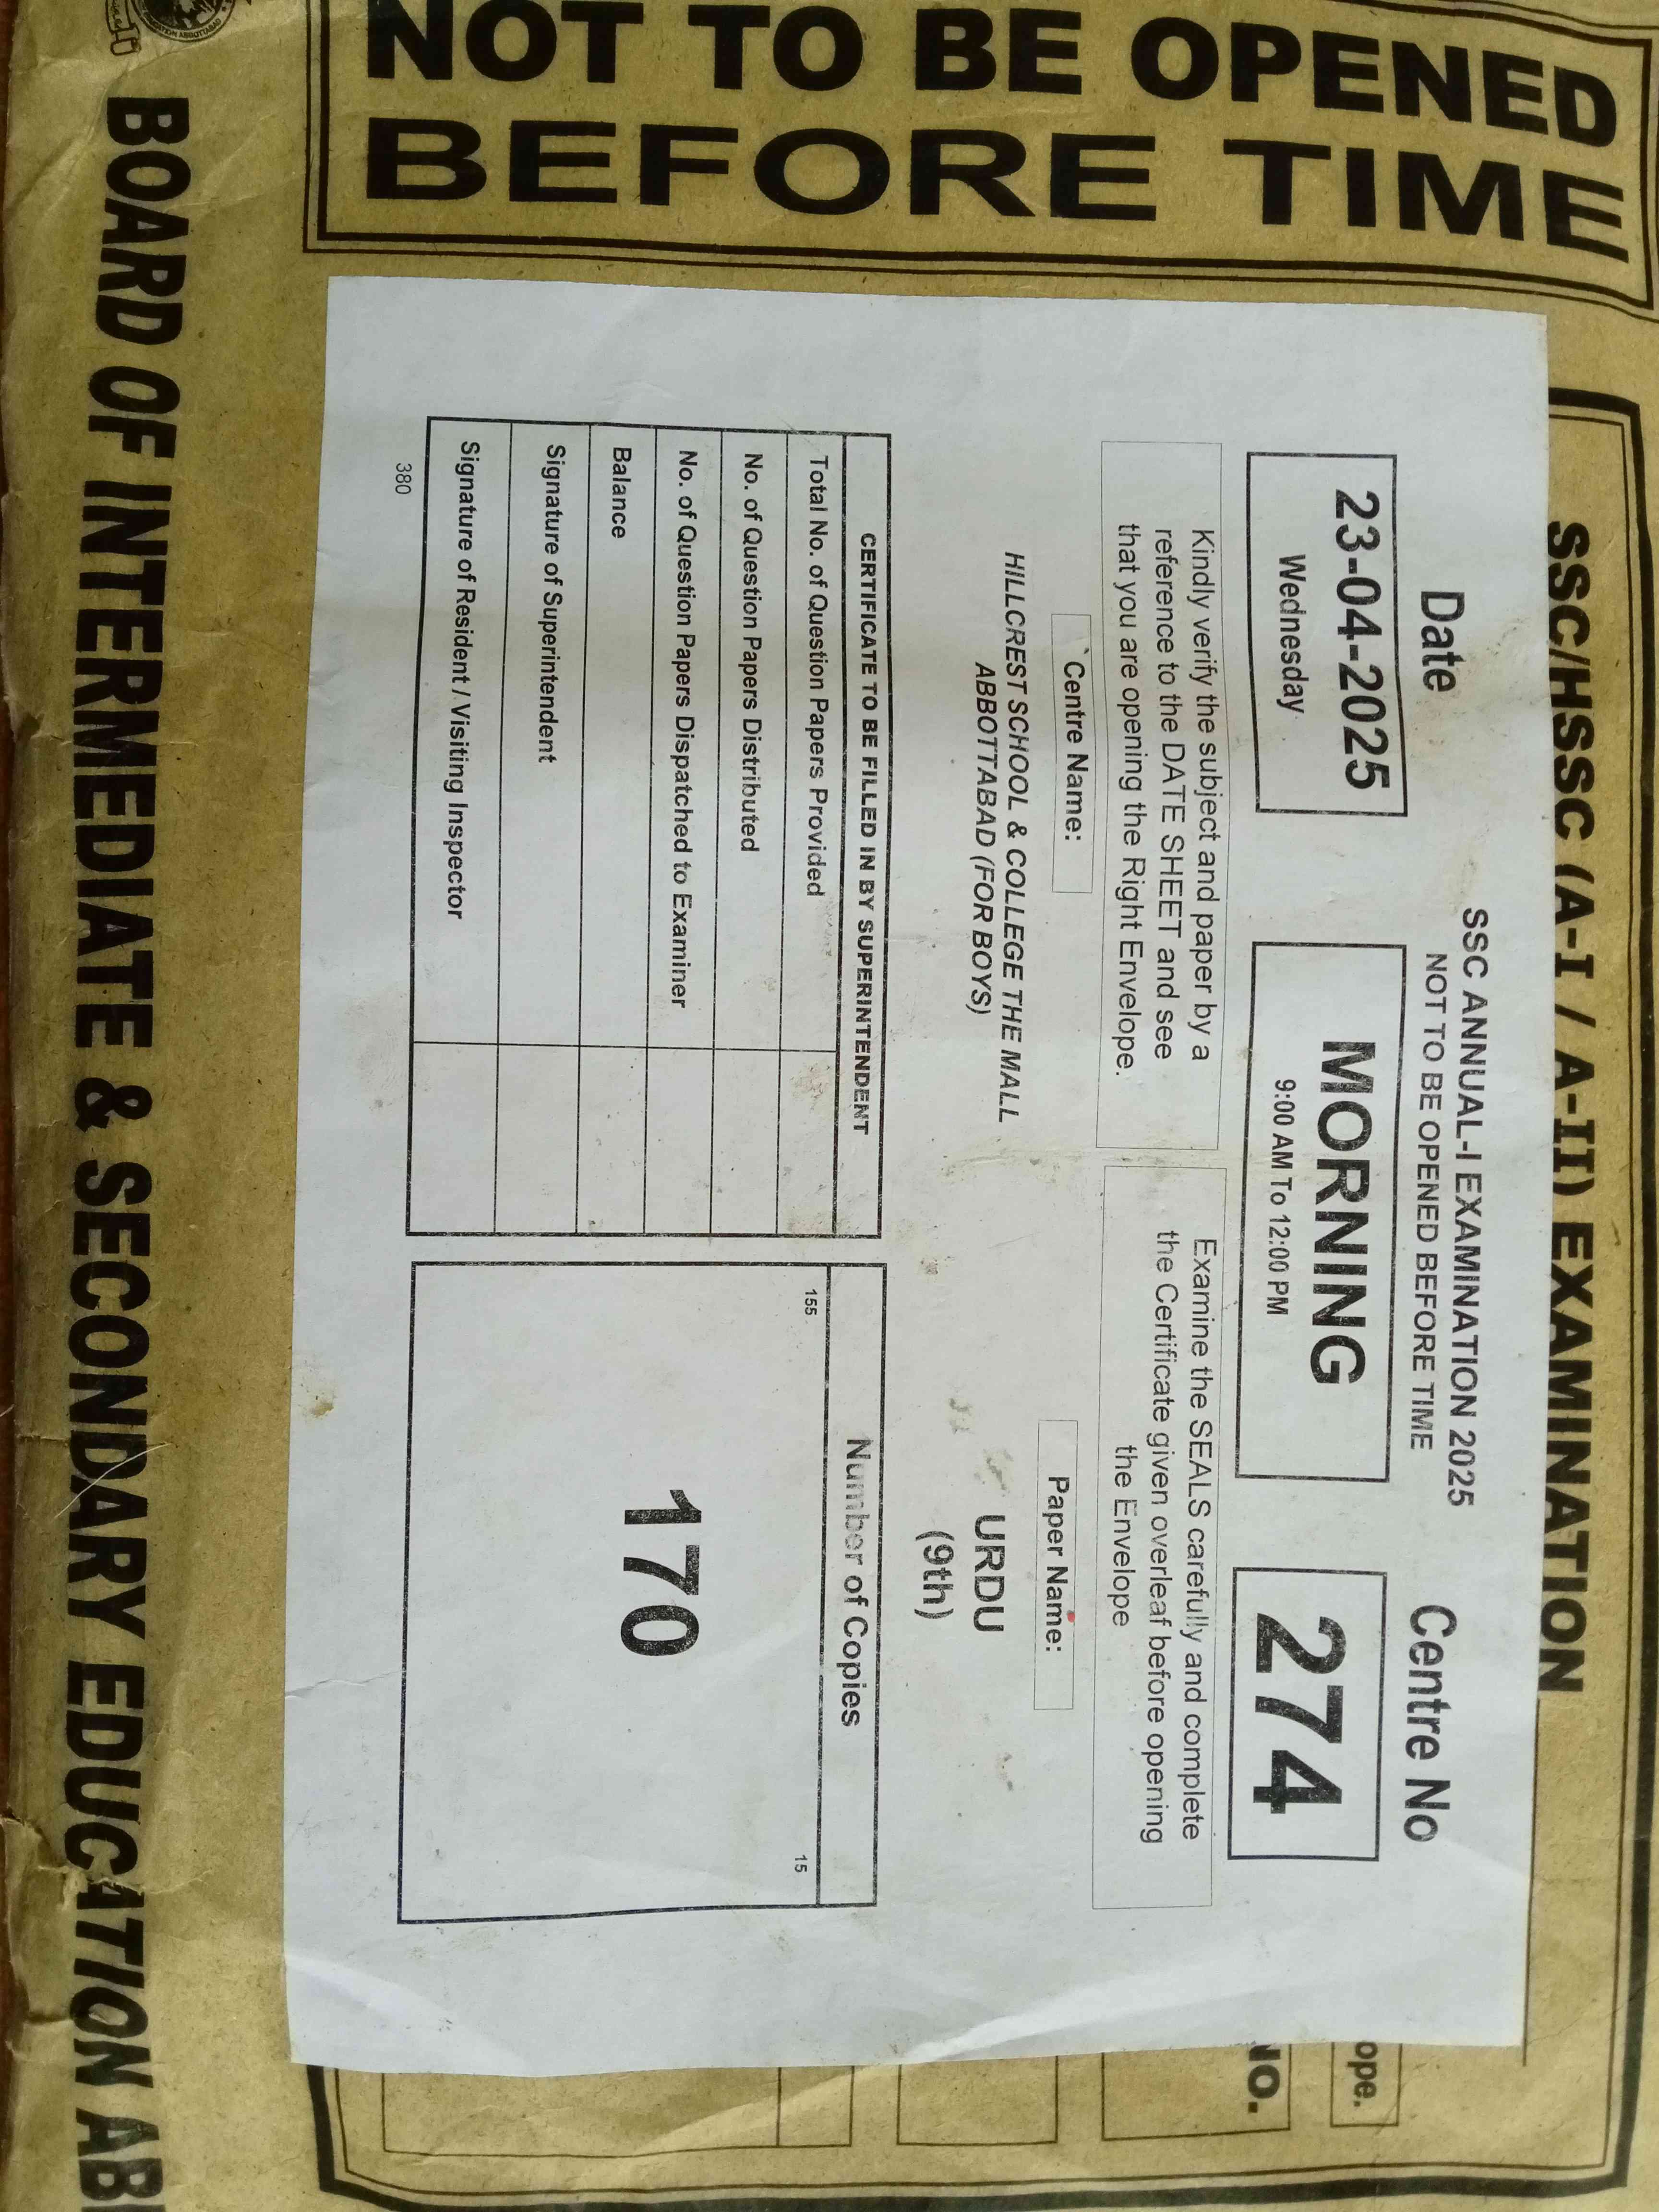 NOT TO BE OPENED
BEFORE TIME
SSC/HSSC (A-I / A-II) EXAMINATION
SSC ANNUAL-I EXAMINATION 2025
NOT TO BE OPENED BEFORE TIME
Date
Centre No
23-04-2025
Wednesday
MORNING
9:00 AM To 12:00 PM
274
Kindly verify the subject and paper by a
reference to the DATE SHEET and see
that you are opening the Right Envelope.
Examine the SEALS carefully and complete
the Certificate given overleaf before opening
the Envelope
Centre Name:
HILLCREST SCHOOL & COLLEGE THE MALL
ABBOTTABAD (FOR BOYS)
Paper Name:
URDU
(9th)
CERTIFICATE TO BE FILLED IN BY SUPERINTENDENT
Total No. of Question Papers Provided
No. of Question Papers Distributed
No. of Question Papers Dispatched to Examiner
Balance
Signature of Superintendent
Signature of Resident / Visiting Inspector
380
Number of Copies
155
15
170
ope.
NO.
BOARD OF INTERMEDIATE & SECONDARY EDUCATION AB